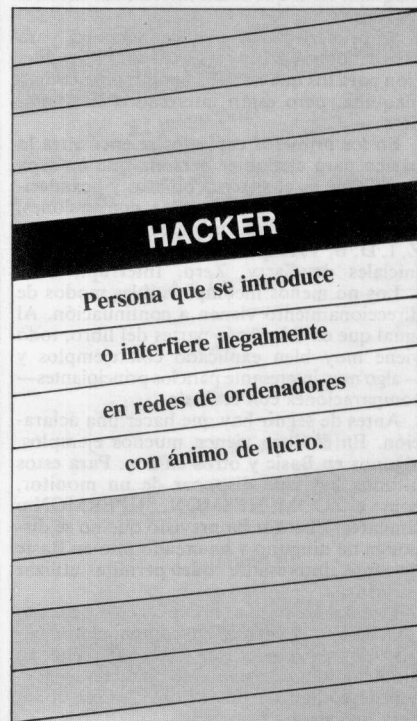 HACKER
Persona que se introduce
o interfiere ilegalmente
en redes de ordenadores
con ánimo de lucro.